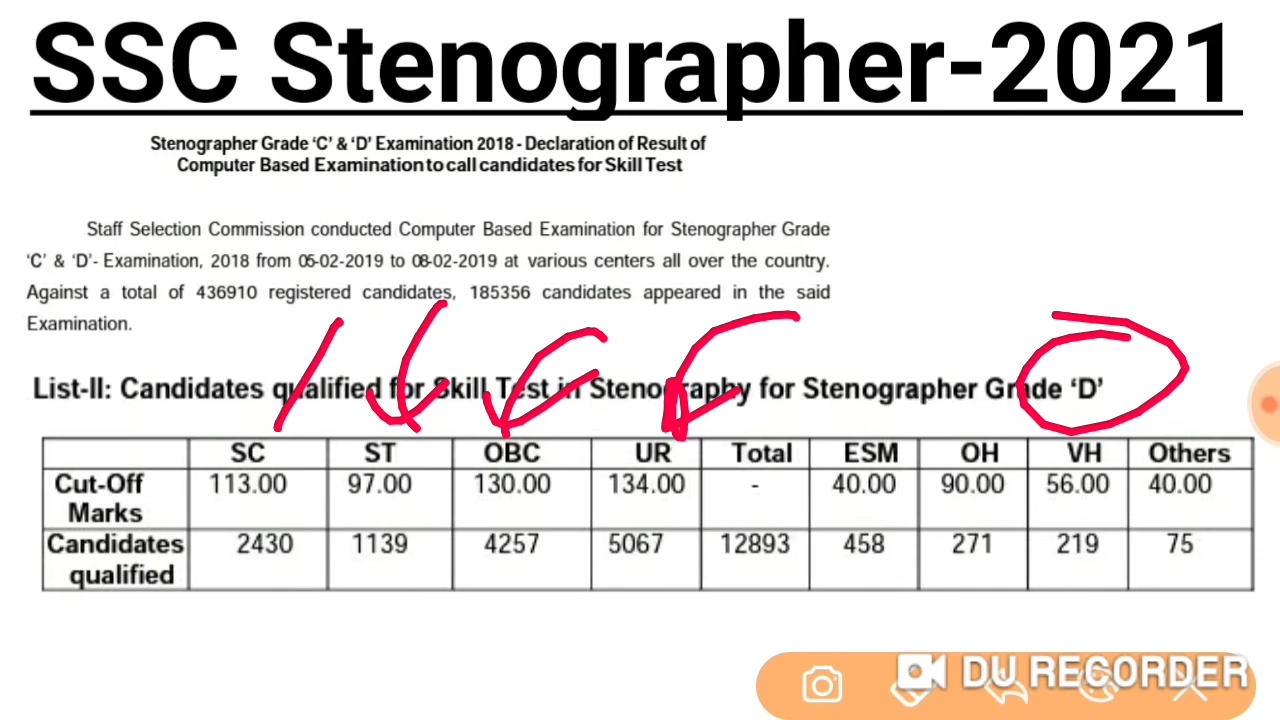 SSC Stenographer-2021
Stenographer Grade ‘C’ & ‘D’ Examination 2018 - Declaration of Result of
Computer Based Examination to call candidates for Skill Test
Staff Selection Commission conducted Computer Based Examination for Stenographer Grade
‘C’ & ‘D’- Examination, 2018 from 05-02-2019 to 08-02-2019 at various centers all over the country.
Against a total of 436910 registered candidates, 185356 candidates appeared in the said
Examination.
List-II: Candidates qualified for Skill Test in Stenography for Stenographer Grade ‘D’
SC ST OBC UR Total ESM OH VH Others
Cut-Off Marks 113.00 97.00 130.00 134.00 - 40.00 90.00 56.00 40.00
Candidates qualified 2430 1139 4257 5067 12893 458 271 219 75
DU RECORDER